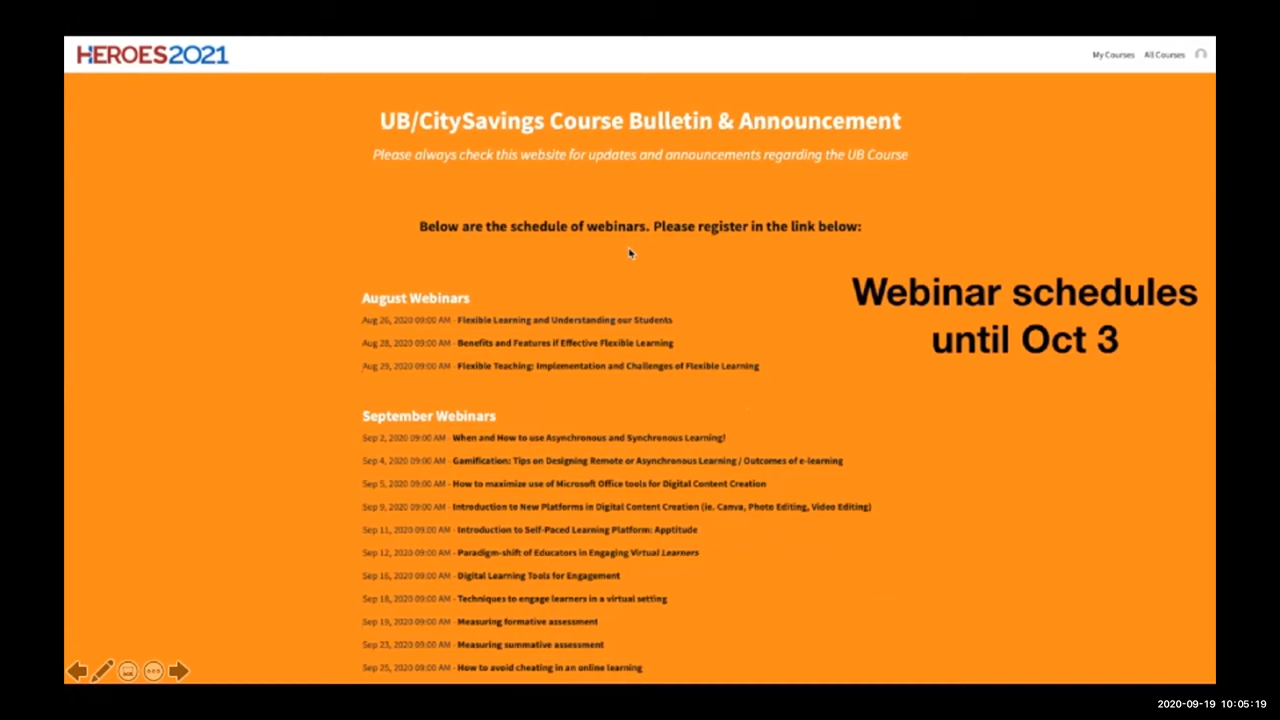 HEROES2021
My Courses All Courses
UB/CitySavings Course Bulletin & Announcement
Please always check this website for updates and announcements regarding the UB Course
Below are the schedule of webinars. Please register in the link below:
Webinar schedules
until Oct 3
August Webinars
Aug 26, 2020 09:00 AM - Flexible Learning and Understanding our Students
Aug 28, 2020 09:00 AM - Benefits and Features if Effective Flexible Learning
Aug 29, 2020 09:00 AM - Flexible Teaching: Implementation and Challenges of Flexible Learning
September Webinars
Sep 2, 2020 09:00 AM - When and How to use Asynchronous and Synchronous Learning!
Sep 4, 2020 09:00 AM - Gamification: Tips on Designing Remote or Asynchronous Learning / Outcomes of e-learning
Sep 5, 2020 09:00 AM - How to maximize use of Microsoft Office tools for Digital Content Creation
Sep 9, 2020 09:00 AM - Introduction to New Platforms in Digital Content Creation (ie. Canva, Photo Editing, Video Editing)
Sep 11, 2020 09:00 AM - Introduction to Self-Paced Learning Platform: Apptitude
Sep 12, 2020 09:00 AM - Paradigm-shift of Educators in Engaging Virtual Learners
Sep 16, 2020 09:00 AM - Digital Learning Tools for Engagement
Sep 18, 2020 09:00 AM - Techniques to engage learners in a virtual setting
Sep 19, 2020 09:00 AM - Measuring formative assessment
Sep 23, 2020 09:00 AM - Measuring summative assessment
Sep 25, 2020 09:00 AM - How to avoid cheating in an online learning
2020-09-19 10:05:19